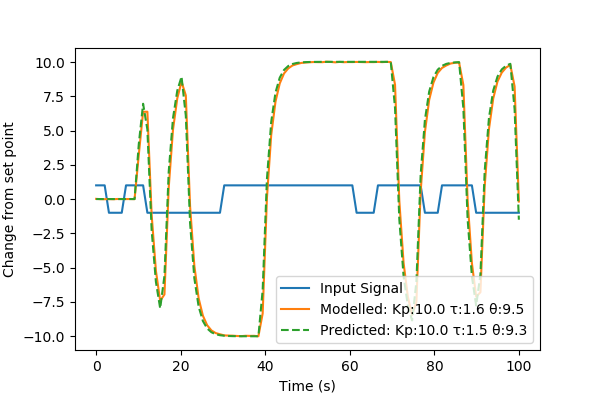 10.0
7.5
5.0
2.5
0.0
−2.5
−5.0
−7.5
−10.0
Change from set point
Input Signal
Modelled: Kp:10.0 τ:1.6 θ:9.5
Predicted: Kp:10.0 τ:1.5 θ:9.3
0 20 40 60 80 100
Time (s)